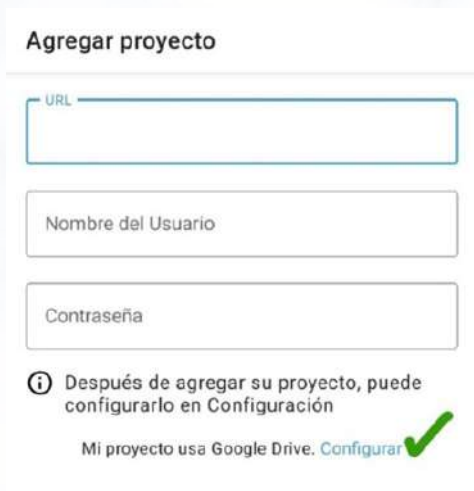 Agregar proyecto
URL
Nombre del Usuario
Contraseña
Después de agregar su proyecto, puede
configurarlo en Configuración
Mi proyecto usa Google Drive. Configurar